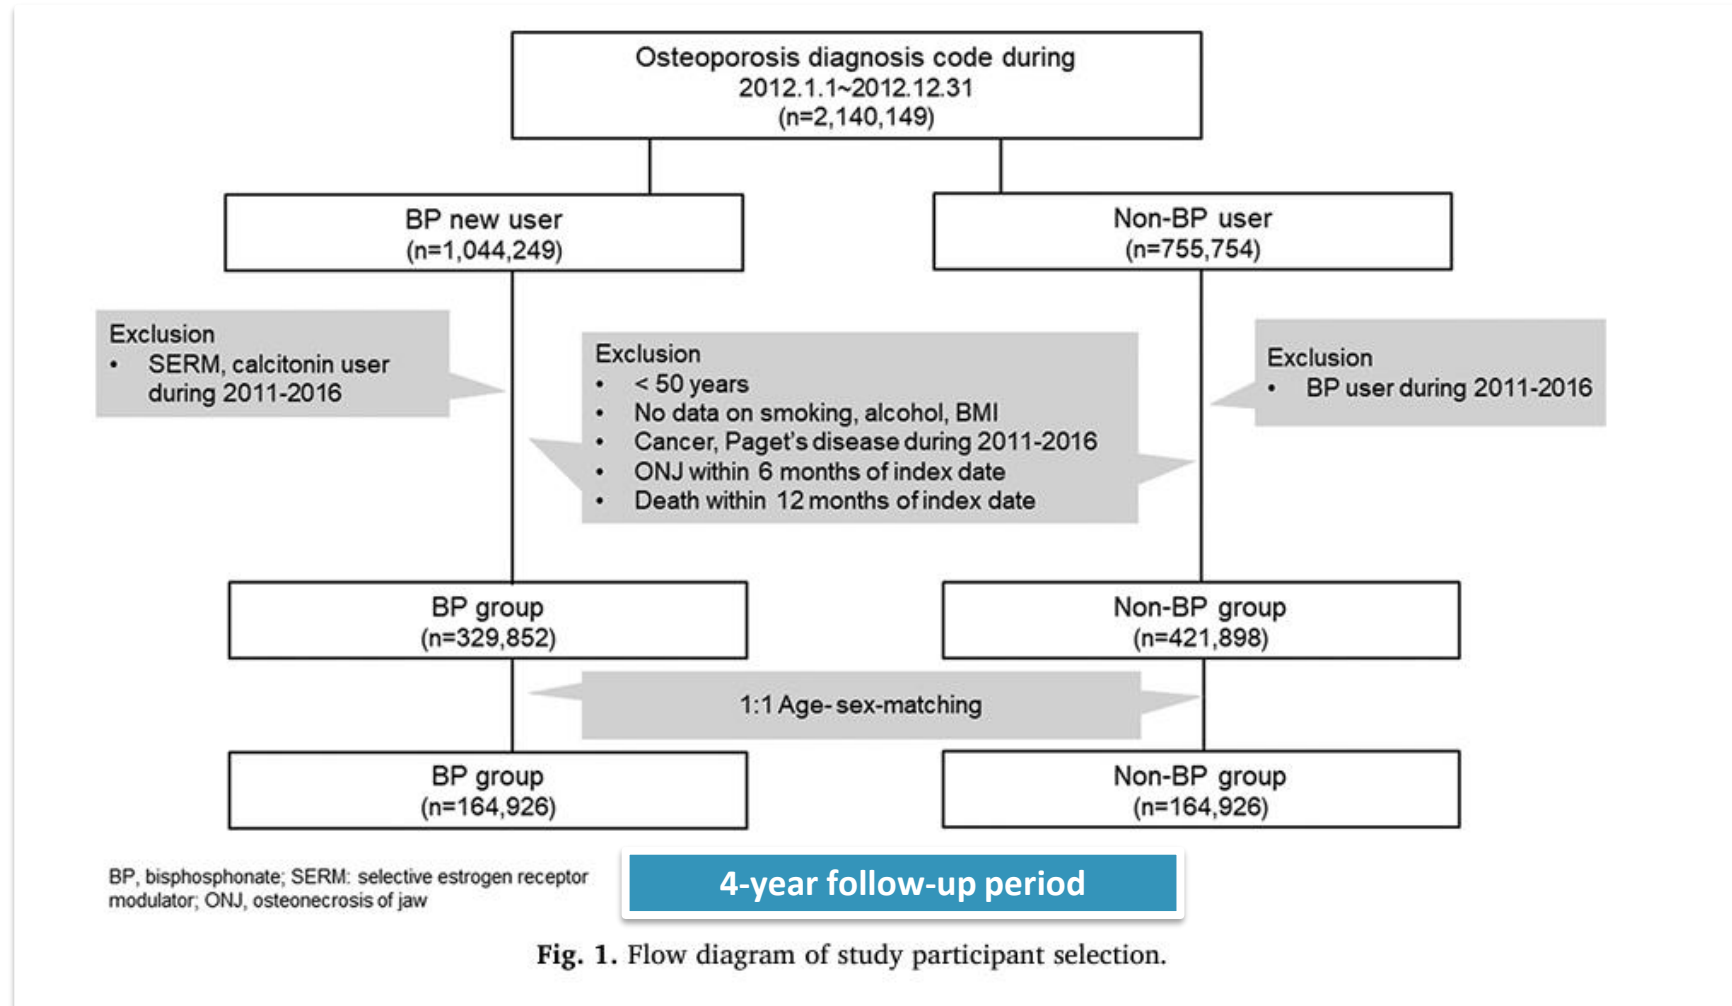 Osteoporosis diagnosis code during
2012.1.1~2012.12.31
(n=2,140,149)
BP new user
(n=1,044,249)
Non-BP user
(n=755,754)
Exclusion
• SERM, calcitonin user
during 2011-2016
Exclusion
• < 50 years
• No data on smoking, alcohol, BMI
• Cancer, Paget's disease during 2011-2016
• ONJ within 6 months of index date
• Death within 12 months of index date
Exclusion
• BP user during 2011-2016
BP group
(n=329,852)
Non-BP group
(n=421,898)
1:1 Age-sex-matching
BP group
(n=164,926)
Non-BP group
(n=164,926)
BP, bisphosphonate; SERM: selective estrogen receptor
modulator; ONJ, osteonecrosis of jaw
4-year follow-up period
Fig. 1. Flow diagram of study participant selection.